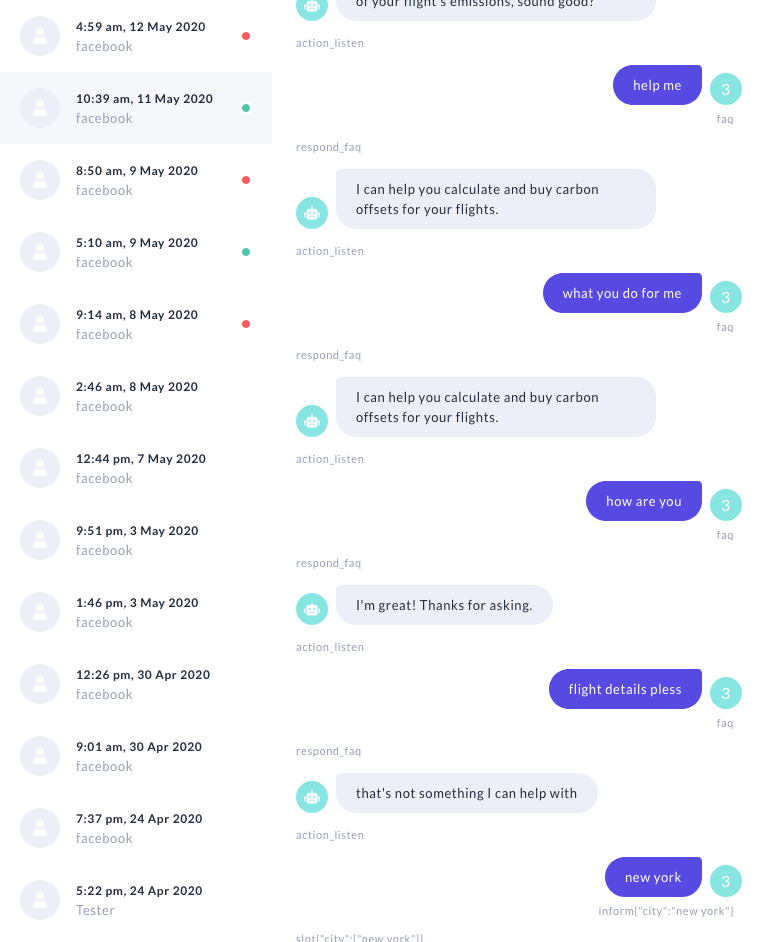 4:59 am, 12 May 2020
facebook
10:39 am, 11 May 2020
facebook
8:50 am, 9 May 2020
facebook
5:10 am, 9 May 2020
facebook
9:14 am, 8 May 2020
facebook
2:46 am, 8 May 2020
facebook
12:44 pm, 7 May 2020
facebook
9:51 pm, 3 May 2020
facebook
1:46 pm, 3 May 2020
facebook
12:26 pm, 30 Apr 2020
facebook
9:01 am, 30 Apr 2020
facebook
7:37 pm, 24 Apr 2020
facebook
5:22 pm, 24 Apr 2020
Tester
of your flight's emissions, sound good?
action_listen
help me
3
faq
respond_faq
I can help you calculate and buy carbon
offsets for your flights.
action_listen
what you do for me
3
faq
respond_faq
I can help you calculate and buy carbon
offsets for your flights.
action_listen
how are you
3
faq
respond_faq
I'm great! Thanks for asking.
action_listen
flight details pless
3
faq
respond_faq
that's not something I can help with
action_listen
new york
3
inform{"city":"new york"}
slot{"city":["new york"]}